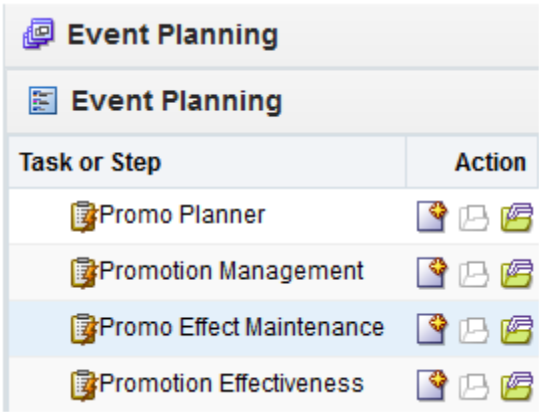 Event Planning
Event Planning
Task or Step Action
Promo Planner
Promotion Management
Promo Effect Maintenance
Promotion Effectiveness